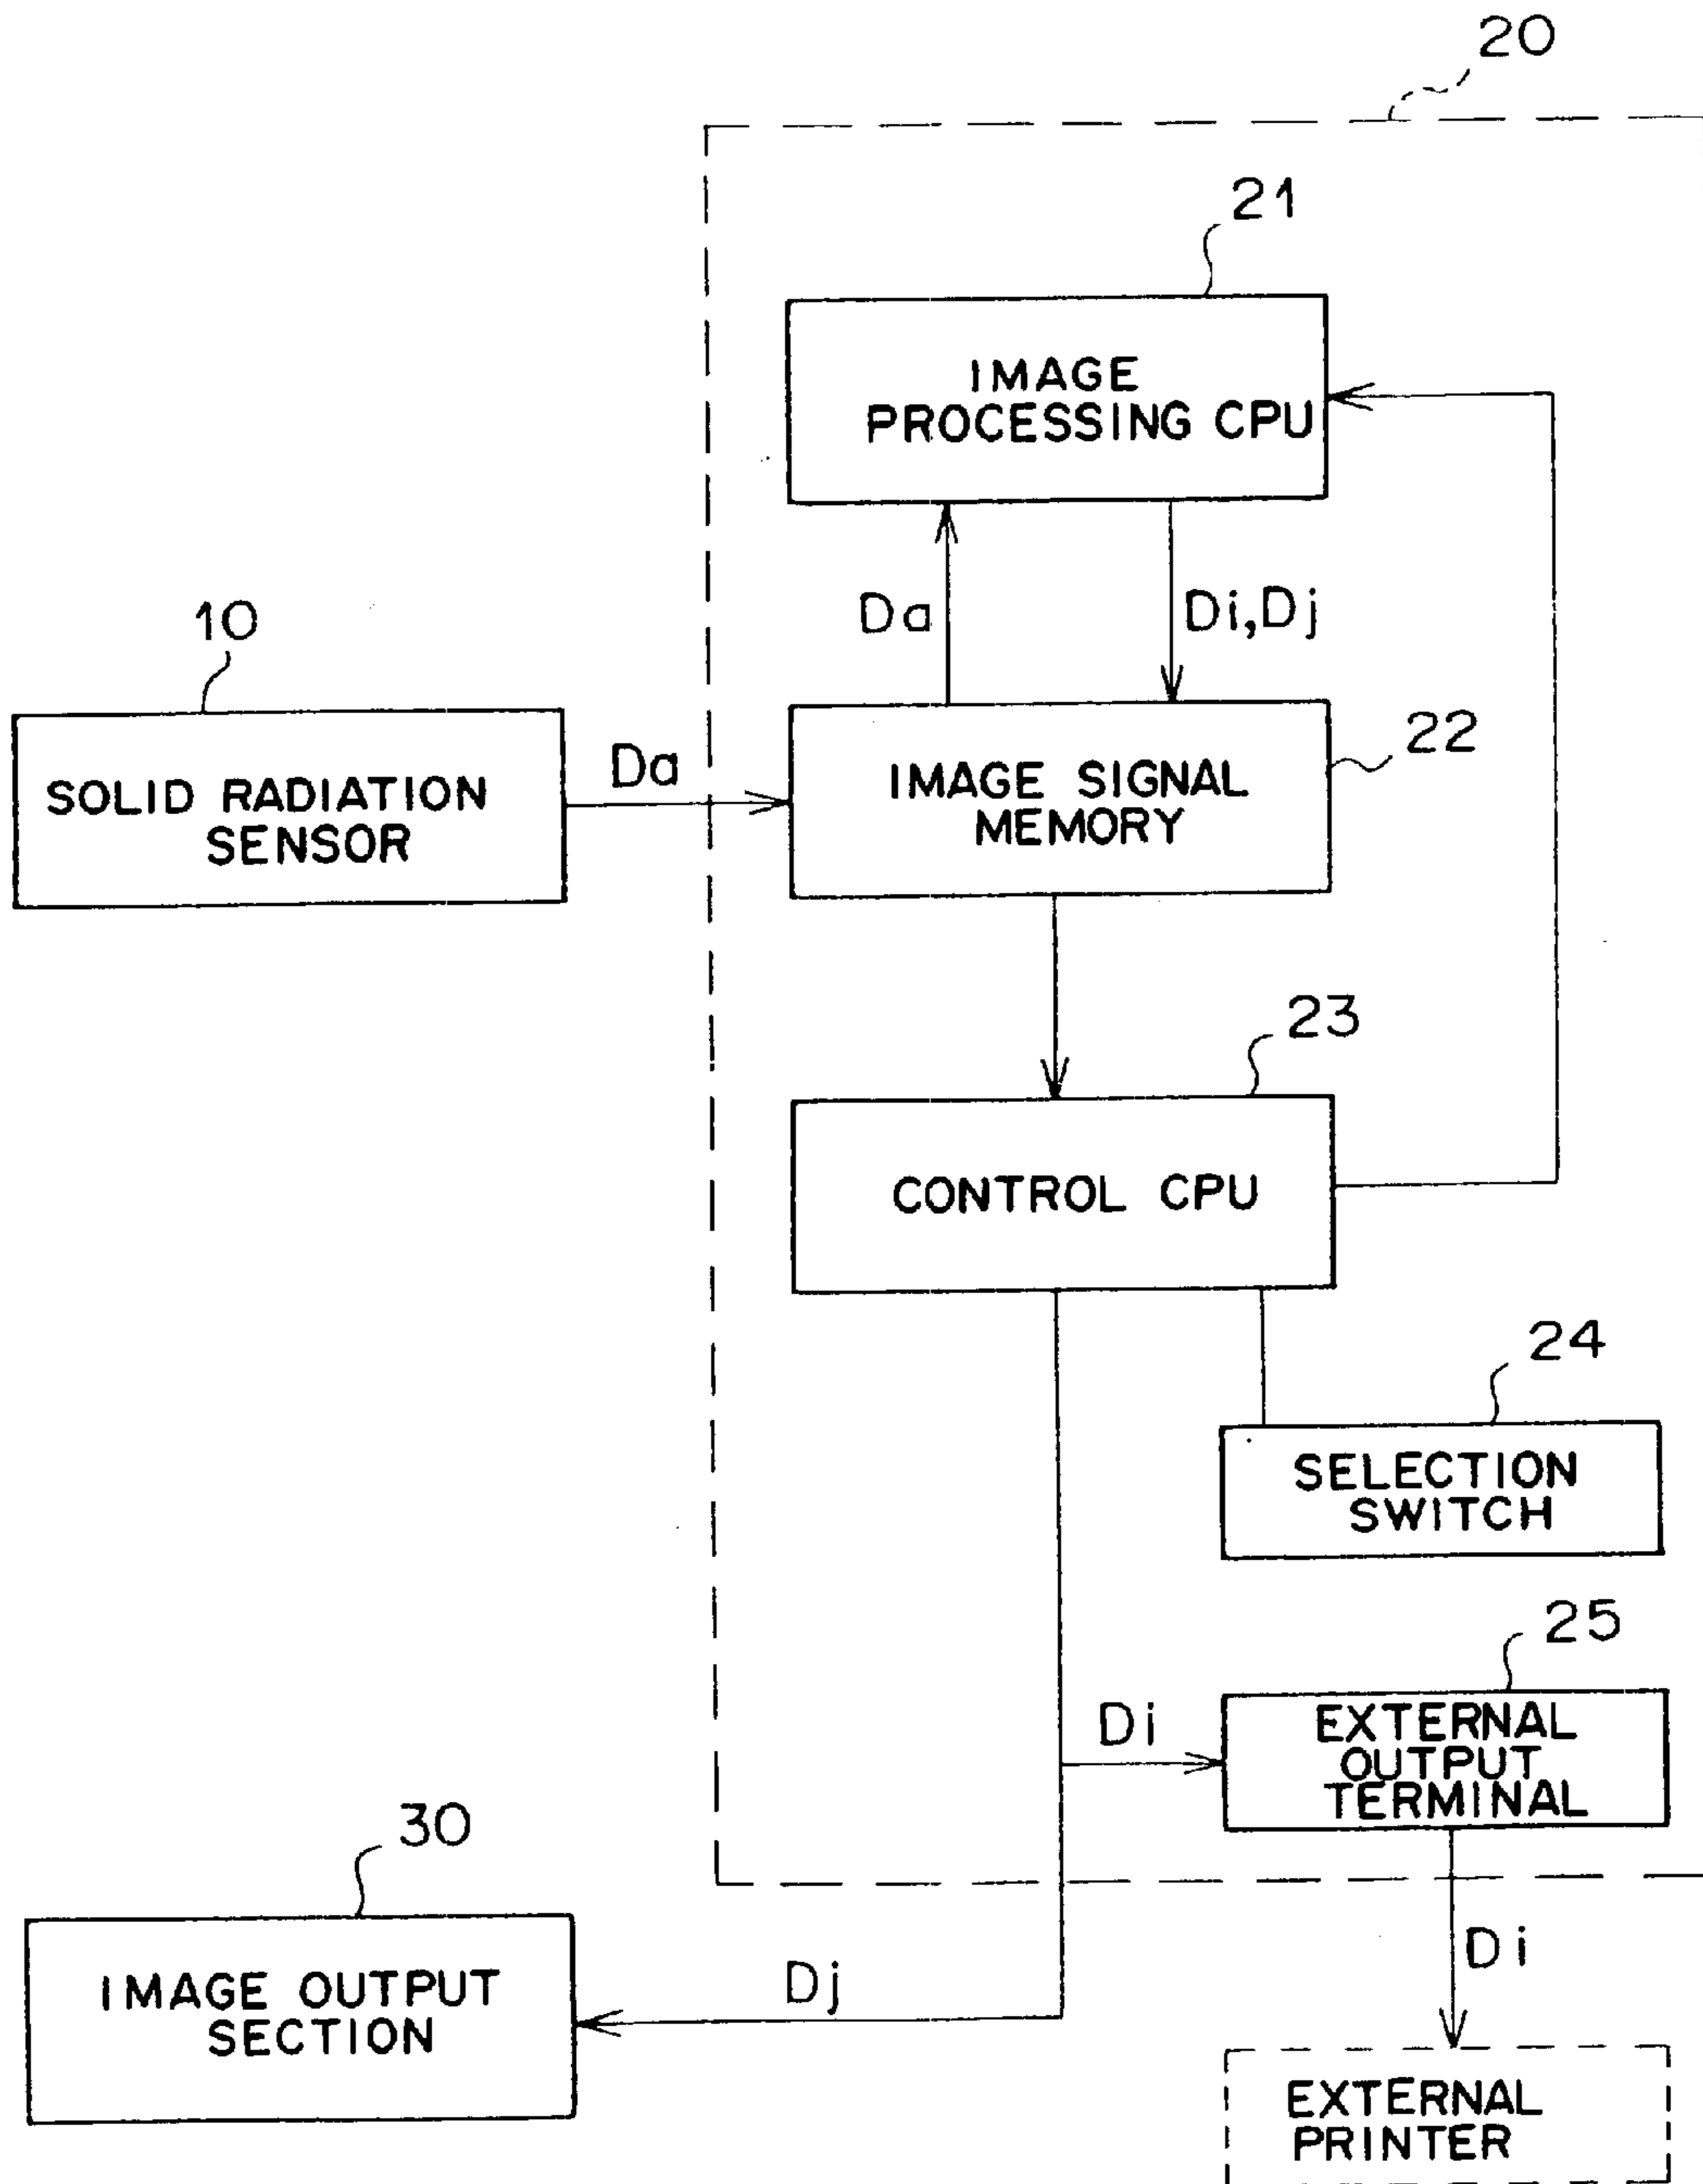 20
21
IMAGE
PROCESSING CPU
Da
Di,Dj
10
22
SOLID RADIATION
SENSOR
Da
IMAGE SIGNAL
MEMORY
23
CONTROL CPU
24
SELECTION
SWITCH
25
Di
EXTERNAL
OUTPUT
TERMINAL
30
Di
IMAGE OUTPUT
SECTION
Dj
EXTERNAL
PRINTER